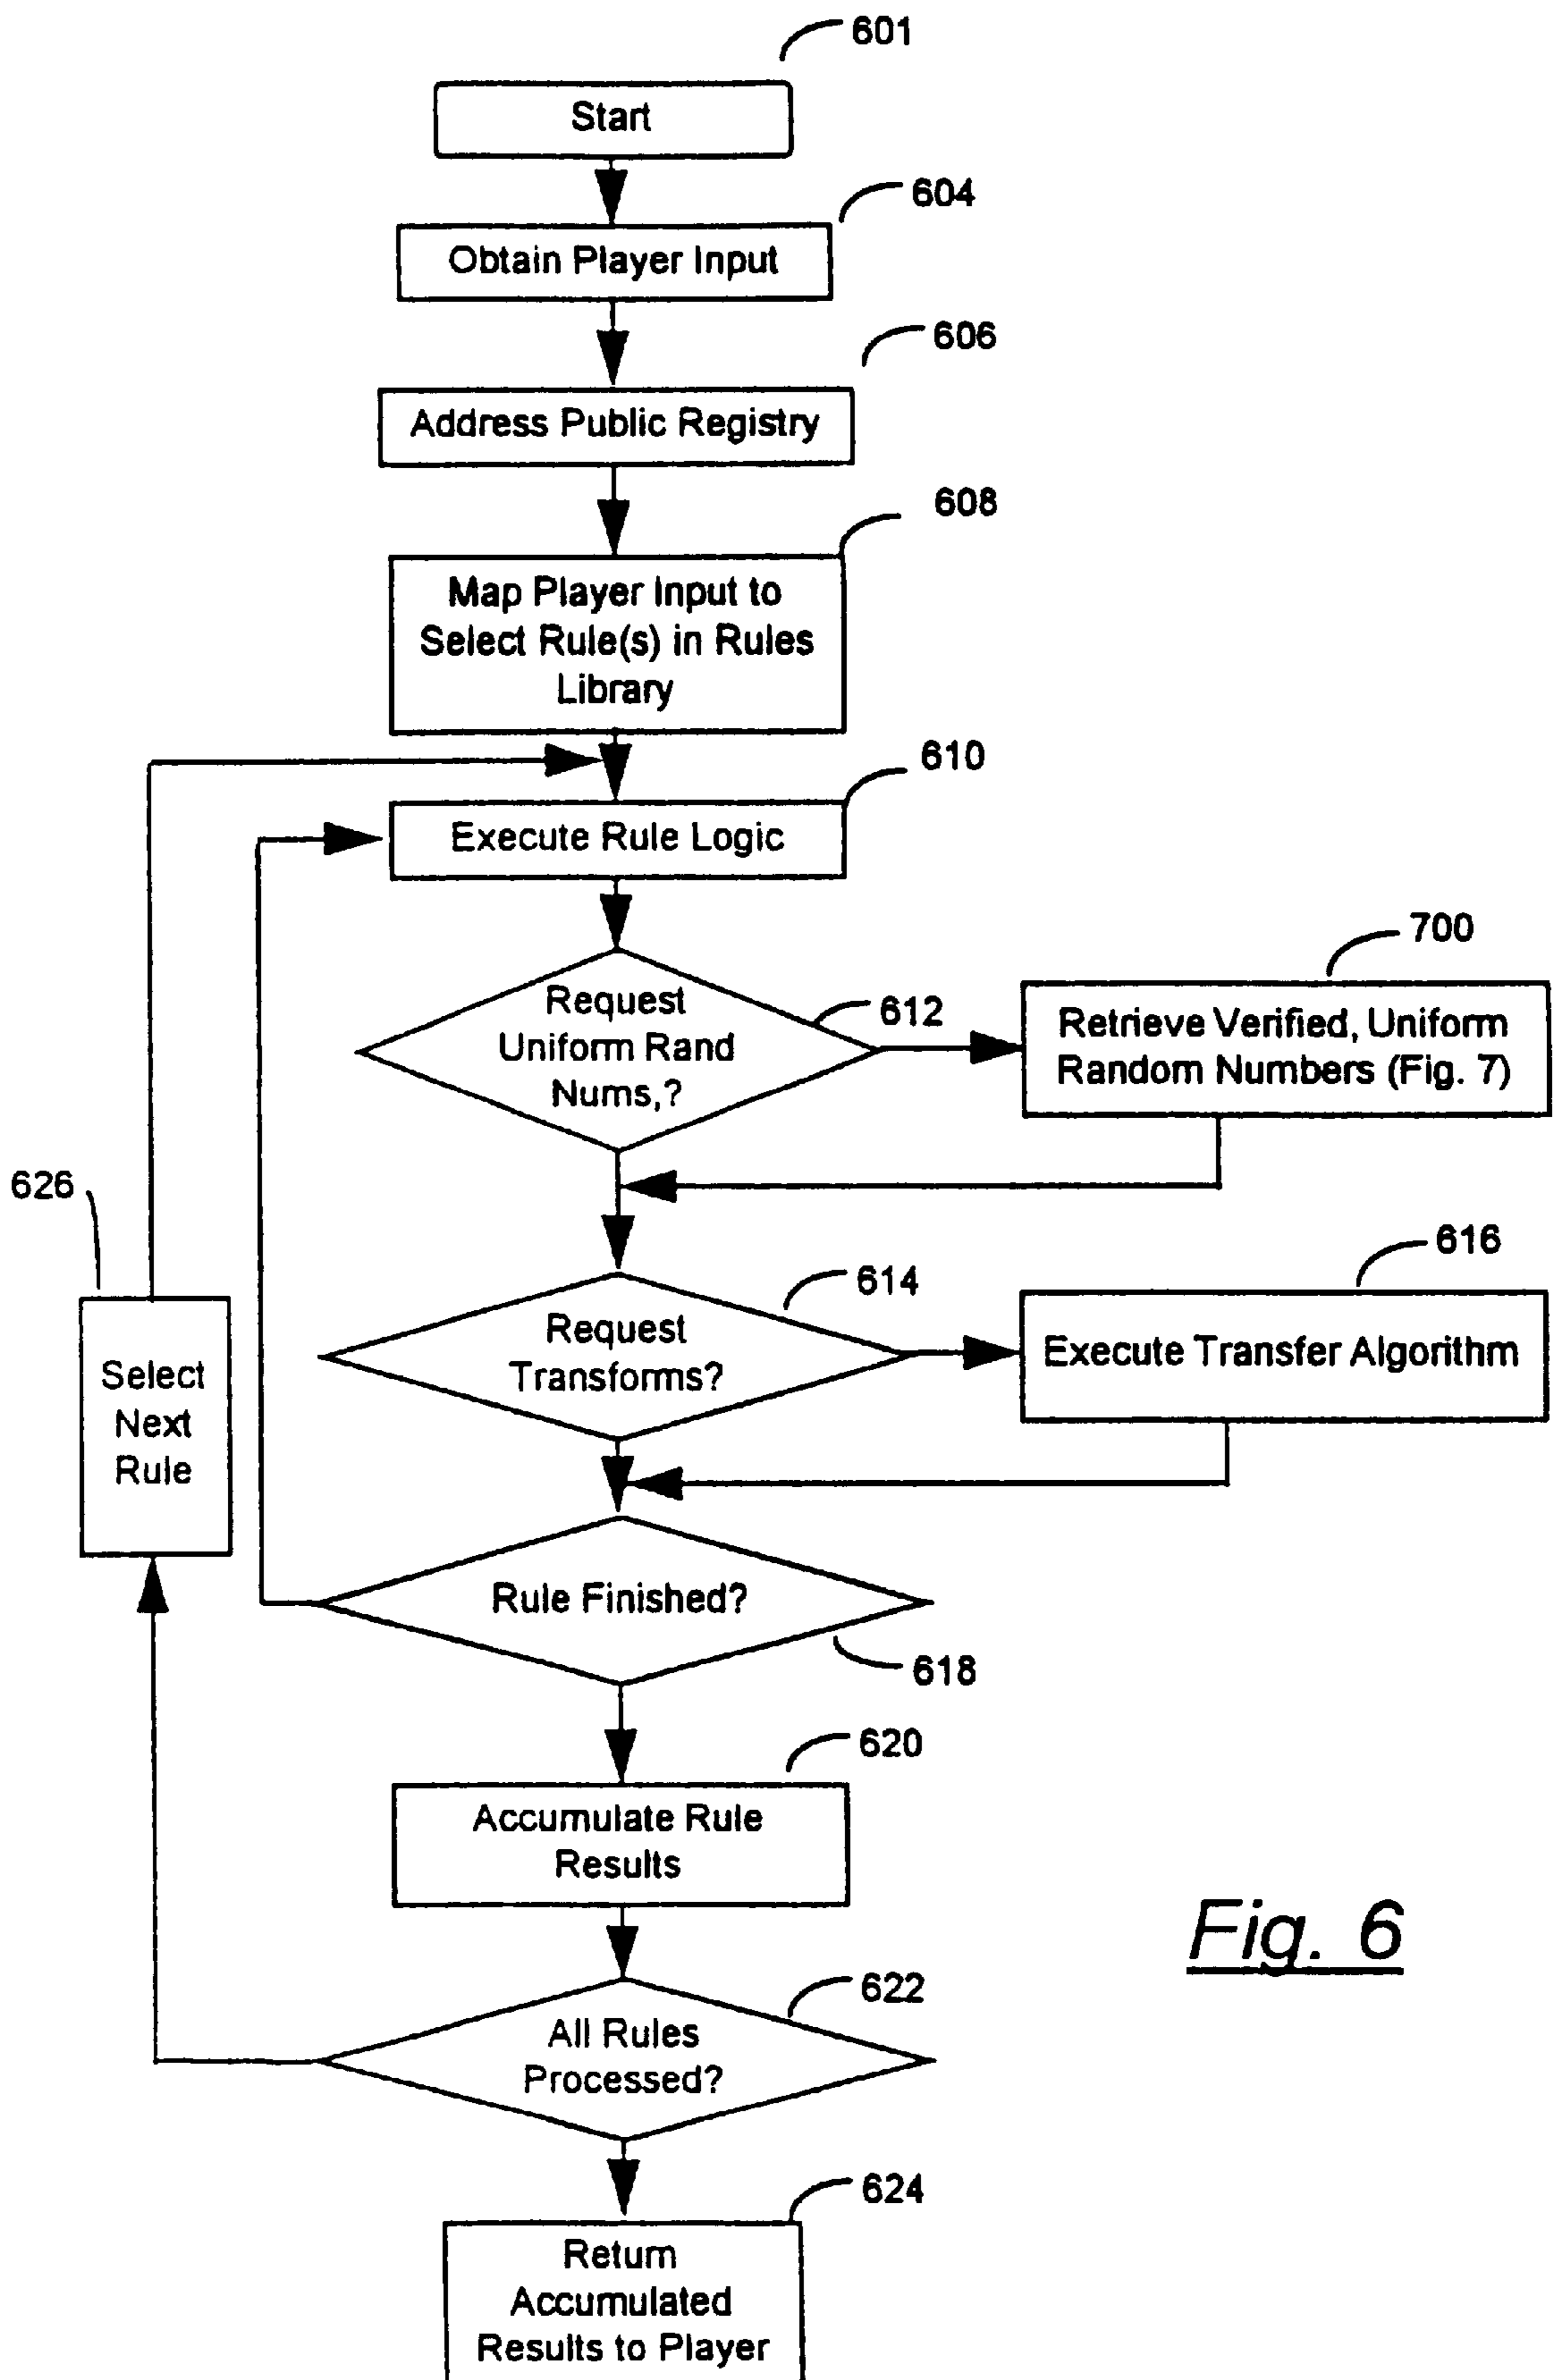 601
Start
604
Obtain Player Input
606
Address Public Registry
608
Map Player Input to
Select Rule(s) in Rules
Library
610
Execute Rule Logic
700
Request
Uniform Rand
Nums,?
612
Retrieve Verified, Uniform
Random Numbers (Fig. 7)
626
614
616
Request
Transforms?
Execute Transfer Algorithm
Select
Next
Rule
Rule Finished?
618
620
Accumulate Rule
Results
Fig. 6
622
All Rules
Processed?
624
Return
Accumulated
Results to Player